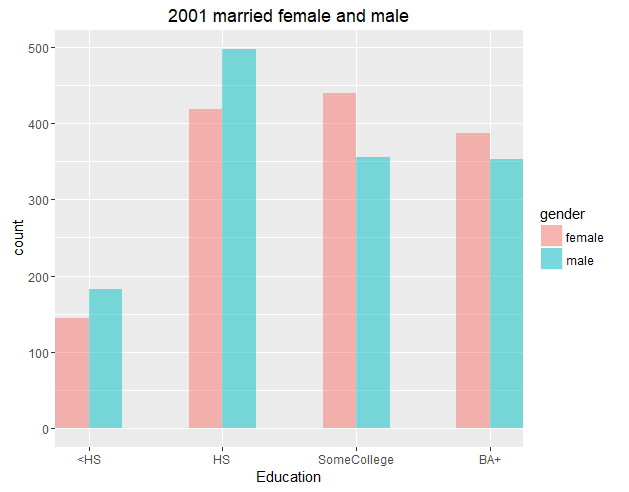 2001 married female and male
500
400
300
200
100
0
count
<HS HS SomeCollege BA+
Education
gender
female
male